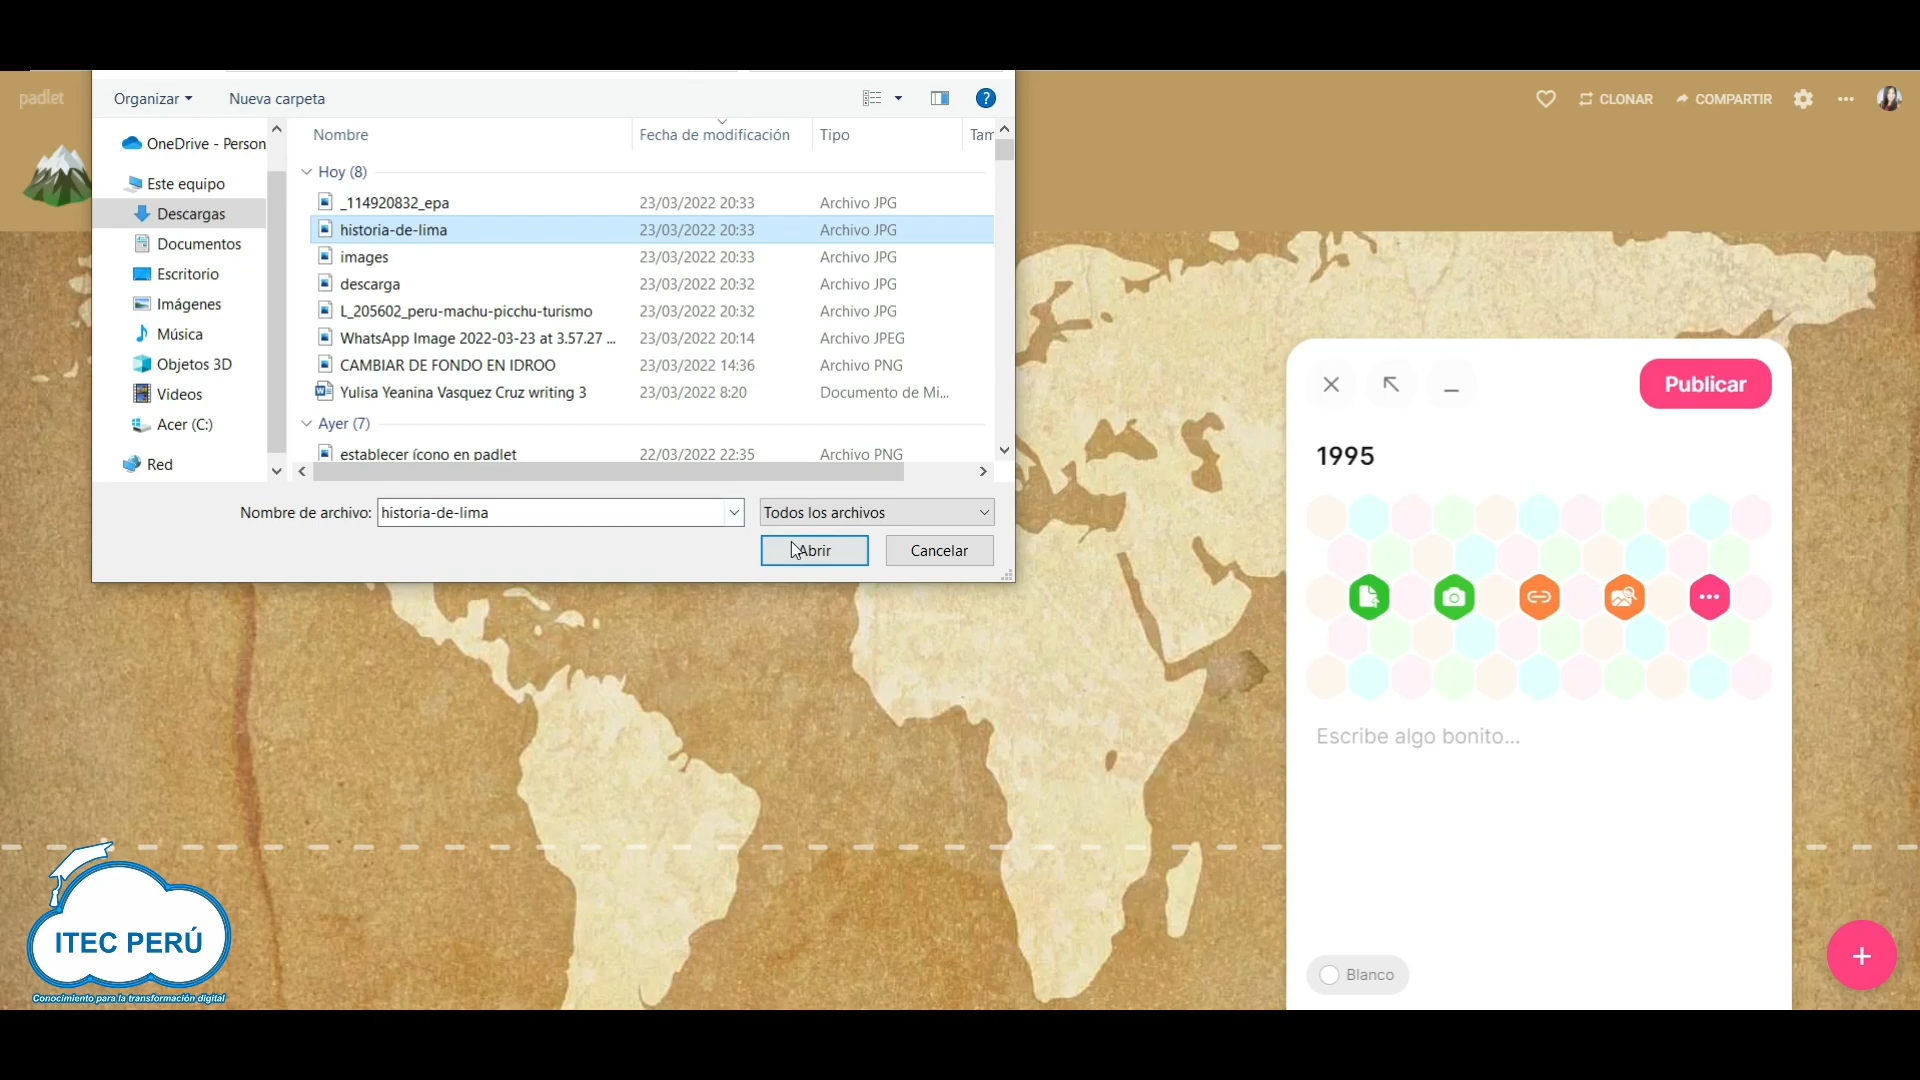 padlet
CLONAR
COMPARTIR
Organizar
Nueva carpeta
OneDrive - Person
Este equipo
Descargas
Documentos
Escritorio
Imágenes
Música
Objetos 3D
Videos
Acer (C:)
Red
Nombre Fecha de modificación Tipo Tam
Hoy (8)
_114920832_epa 23/03/2022 20:33 Archivo JPG
historia-de-lima 23/03/2022 20:33 Archivo JPG
images 23/03/2022 20:33 Archivo JPG
descarga 23/03/2022 20:32 Archivo JPG
L_205602_peru-machu-picchu-turismo 23/03/2022 20:32 Archivo JPG
WhatsApp Image 2022-03-23 at 3.57.27 ... 23/03/2022 20:14 Archivo JPEG
CAMBIAR DE FONDO EN IDROO 23/03/2022 14:36 Archivo PNG
Yulisa Yeanina Vasquez Cruz writing 3 23/03/2022 8:20 Documento de Mi...
Ayer (7)
establecer ícono en padlet 22/03/2022 22:35 Archivo PNG
Nombre de archivo: historia-de-lima Todos los archivos
Abrir Cancelar
Publicar
1995
Escribe algo bonito...
Blanco
ITEC PERÚ
Conocimiento para la transformación digital